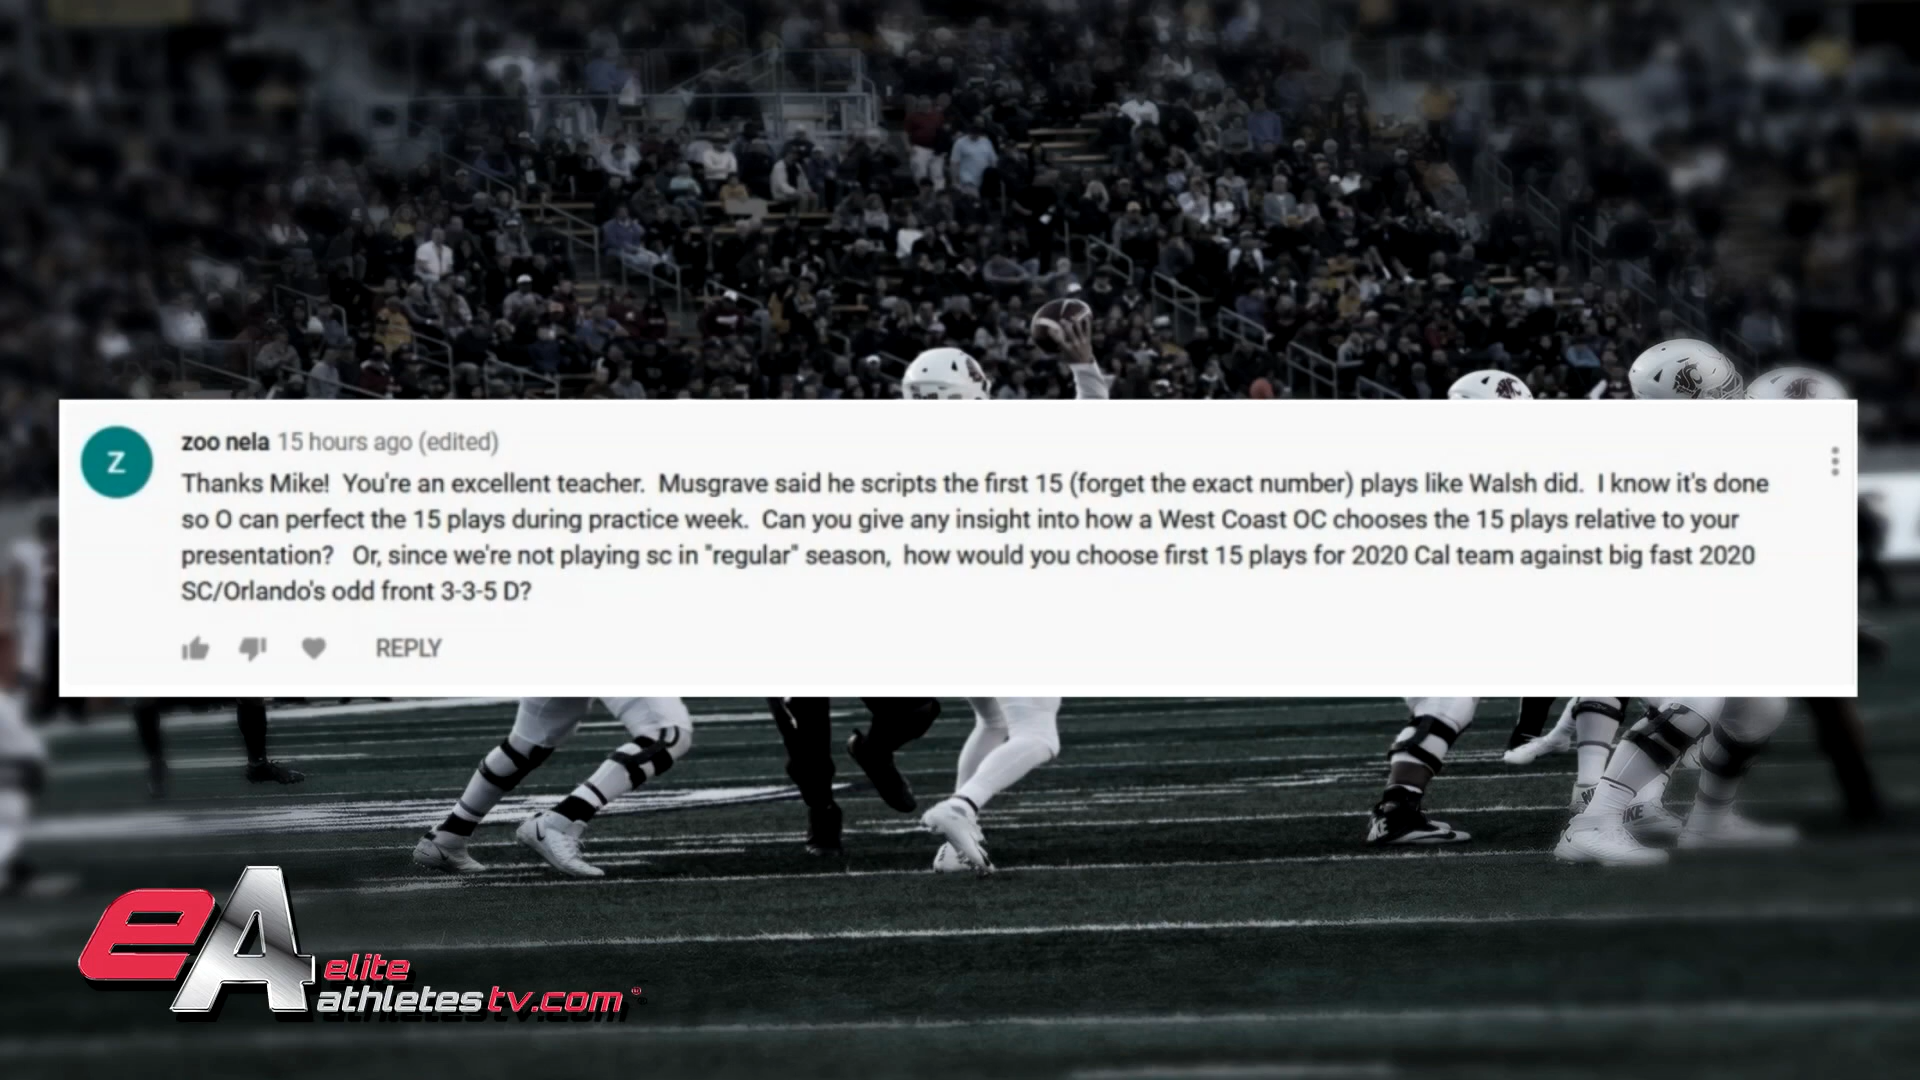 Z
zoo nela 15 hours ago (edited)
Thanks Mike!  You're an excellent teacher.  Musgrave said he scripts the first 15 (forget the exact number) plays like Walsh did.  I know it's done
so O can perfect the 15 plays during practice week.  Can you give any insight into how a West Coast OC chooses the 15 plays relative to your
presentation?   Or, since we're not playing sc in "regular" season,  how would you choose first 15 plays for 2020 Cal team against big fast 2020
SC/Orlando's odd front 3-3-5 D?
REPLY
eA elite
athletestv.com